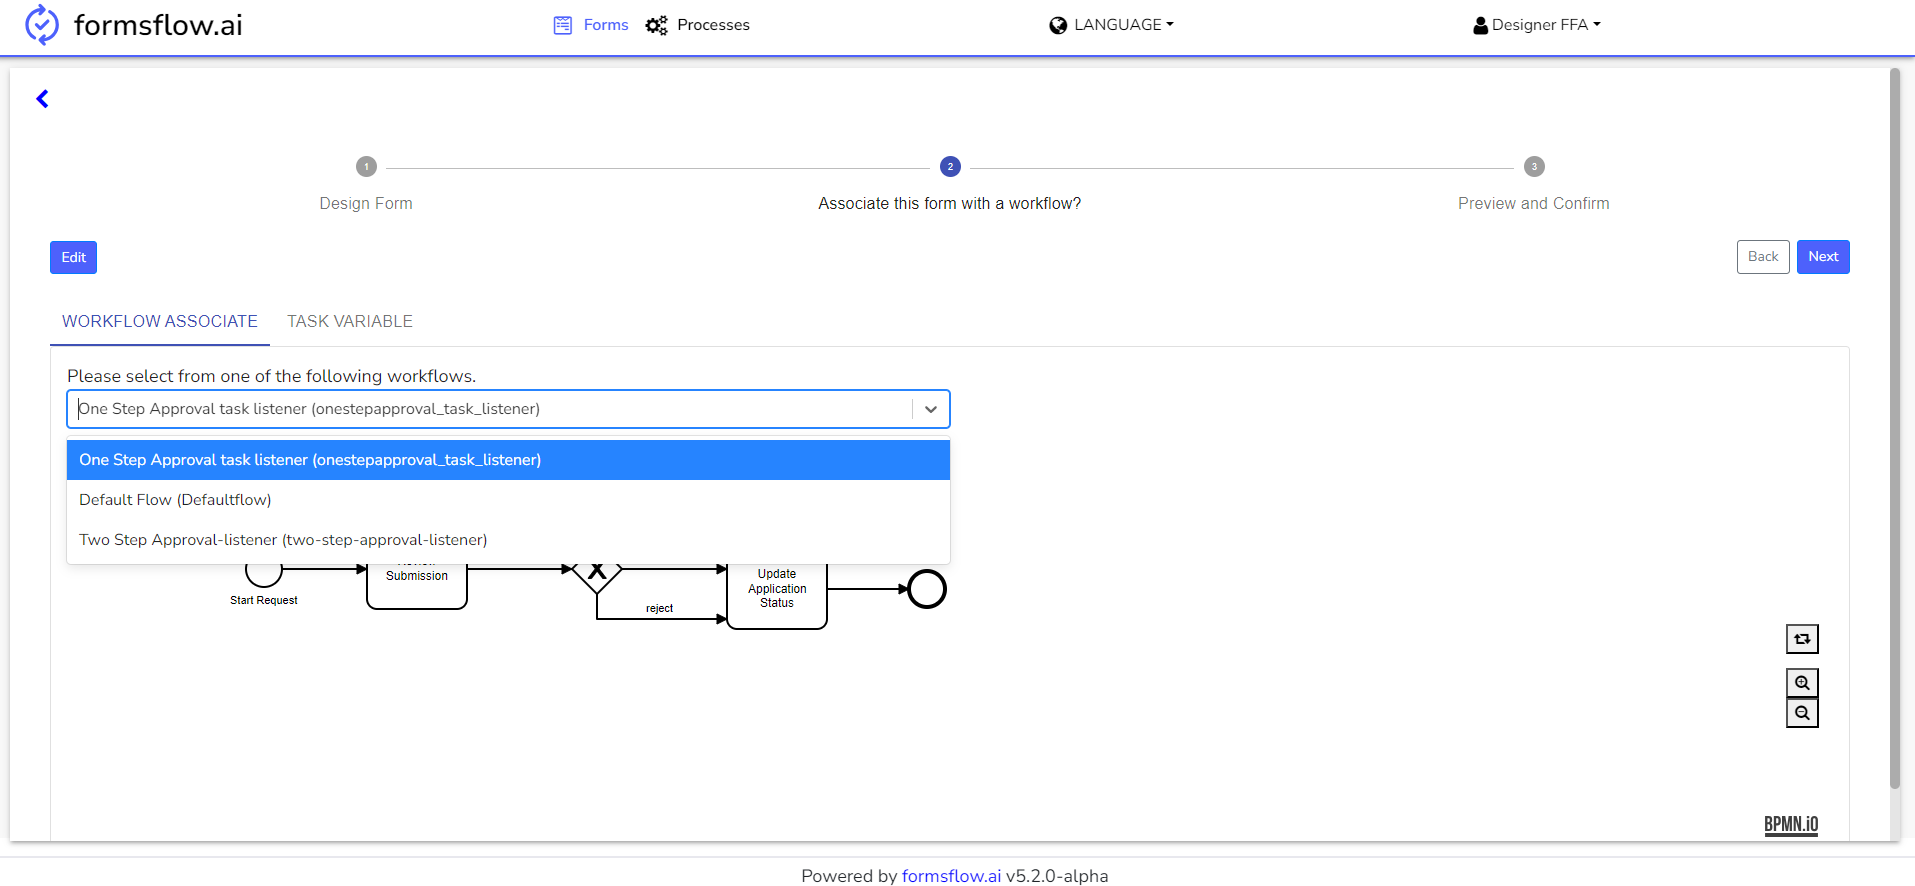 formsflow.ai
Forms
Processes
LANGUAGE
Designer FFA
1
2
3
Design Form
Associate this form with a workflow?
Preview and Confirm
Edit
Back
Next
WORKFLOW ASSOCIATE
TASK VARIABLE
Please select from one of the following workflows.
One Step Approval task listener (onestepapproval_task_listener)
One Step Approval task listener (onestepapproval_task_listener)
Default Flow (Defaultflow)
Two Step Approval-listener (two-step-approval-listener)
Submission
Start Request
reject
Update
Application
Status
BPMN.iO
Powered by formsflow.ai v5.2.0-alpha